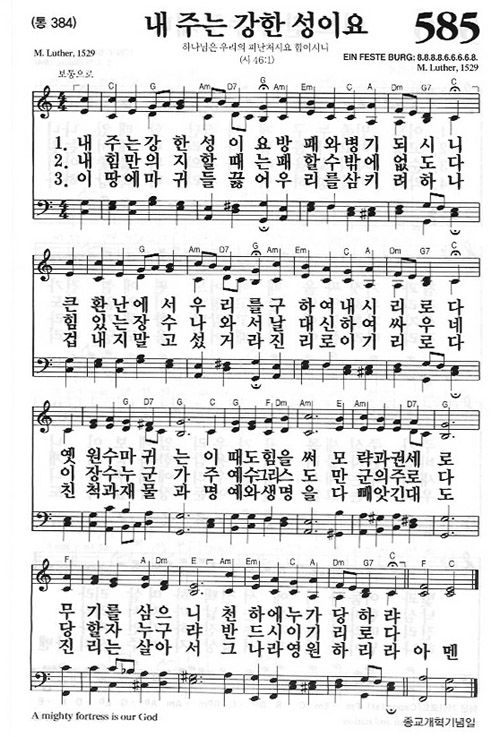 (통 384)
내 주는 강한 성이요
585
하나님은 우리의 피난처시요 힘이시니
(시 46:1)
M. Luther, 1529
EIN FESTE BURG: 8.8.8.8.6.6.6.6.8.
M. Luther, 1529
보통으로
C G Am D7 G C A Dm G7 C
1. 내 주는강 한 성 이 요방 패와병 기 되시니
2. 내 힘만의 지 할 때 는패 할수밖 에 없도다
3. 이 땅에마 귀 들 끓 어우 리를삼 키 려하나
C G Am D7 G C A Dm G7 C
큰 환난에 서 우 리 를구 하여내 시 리 로 다
힘 있는장 수 나 와 서날 대신하 여 싸 우 네
겁 내지말 고 섰 거 라진 리로이 기 리 로 다
옛 원수마귀 는 이때도힘을 써 모 략과권세 로
이 장수누군 가 주 예수그리스 도 만 군의주로 다
친 척과재물 과 명 예와생명 을 다 빼앗긴대 도
F C A Dm E Am Em Am Dm G7 C F C
무 기를 삼으 니 천 하에누가 당하 랴
당 할자 누구 랴 반 드시이기 리로 다
진 리는 살아 서 그 나라영원 하리 라 아 멘
A mighty fortress is our God
종교개혁기념일